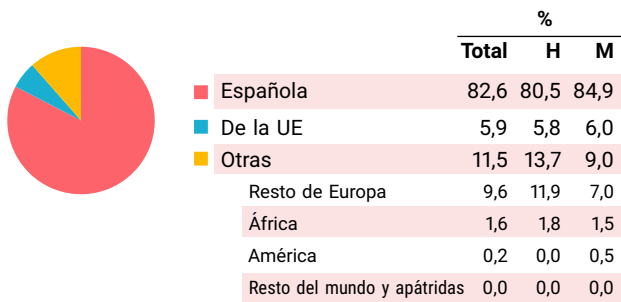 %
Total H M
Española 82,6 80,5 84,9
De la UE 5,9 5,8 6,0
Otras 11,5 13,7 9,0
Resto de Europa 9,6 11,9 7,0
África 1,6 1,8 1,5
América 0,2 0,0 0,5
Resto del mundo y apátridas 0,0 0,0 0,0